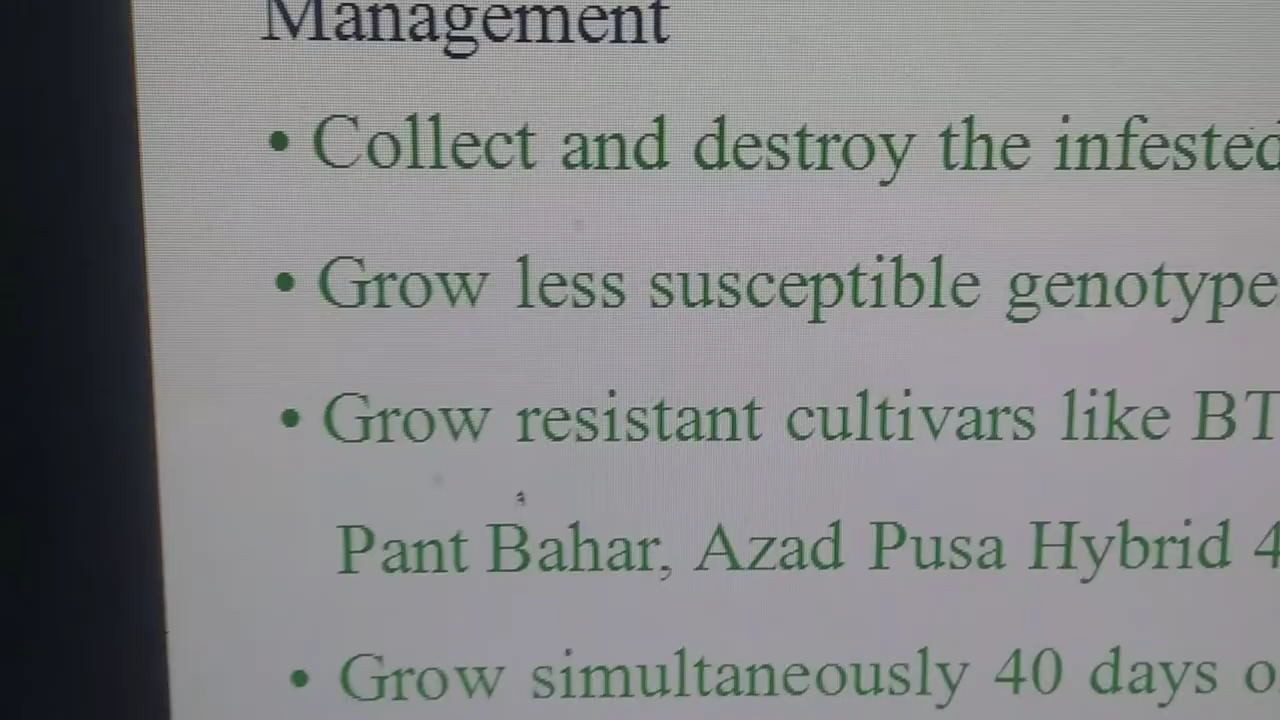 Management
• Collect and destroy the infested
• Grow less susceptible genotype
• Grow resistant cultivars like BT
Pant Bahar, Azad Pusa Hybrid 4
• Grow simultaneously 40 days o